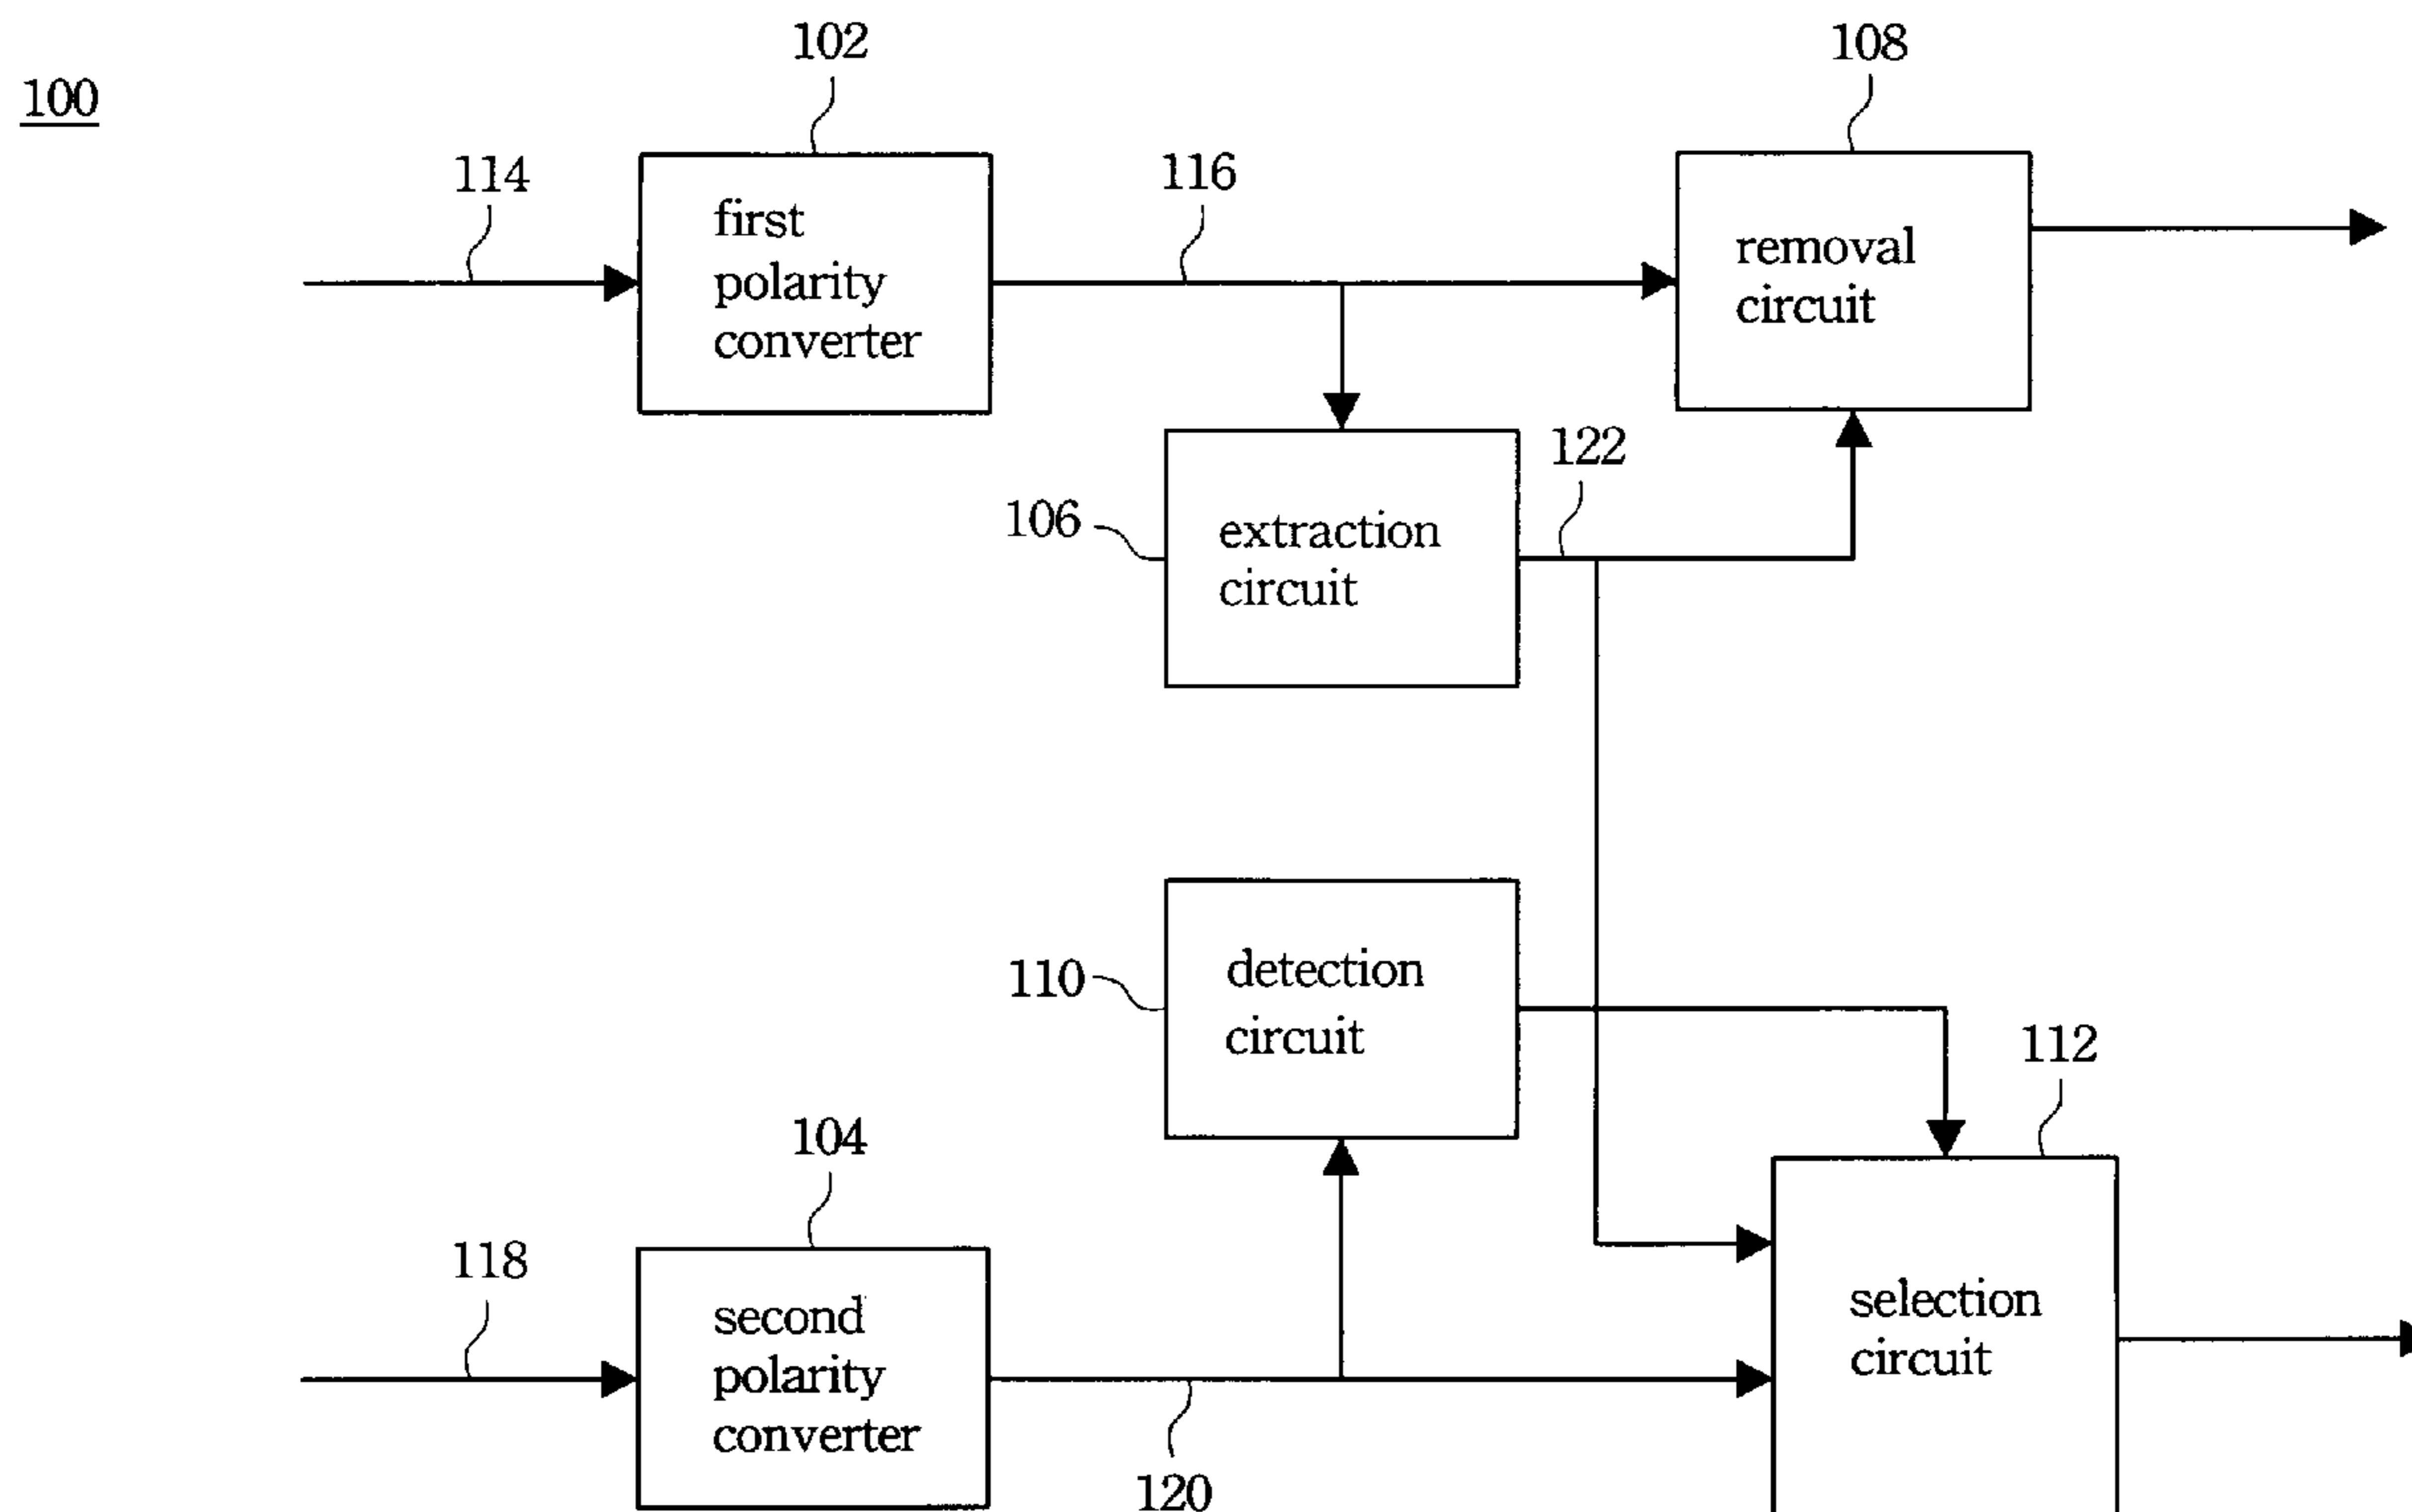 102
108
100
114
116
first
polarity
converter
removal
circuit
122
106
extraction
circuit
110
detection
circuit
112
104
118
second
polarity
converter
selection
circuit
120